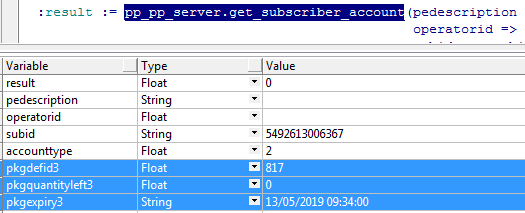 :result := pp_pp_server.get_subscriber_account(pedescription
operatorid =>
Variable Type Value
result Float 0
pedescription String
operatorid Float
subid String 5492613006367
accounttype Float 2
pkgdefid3 Float 817
pkgquantityleft3 Float 0
pkgexpiry3 String 13/05/2019 09:34:00